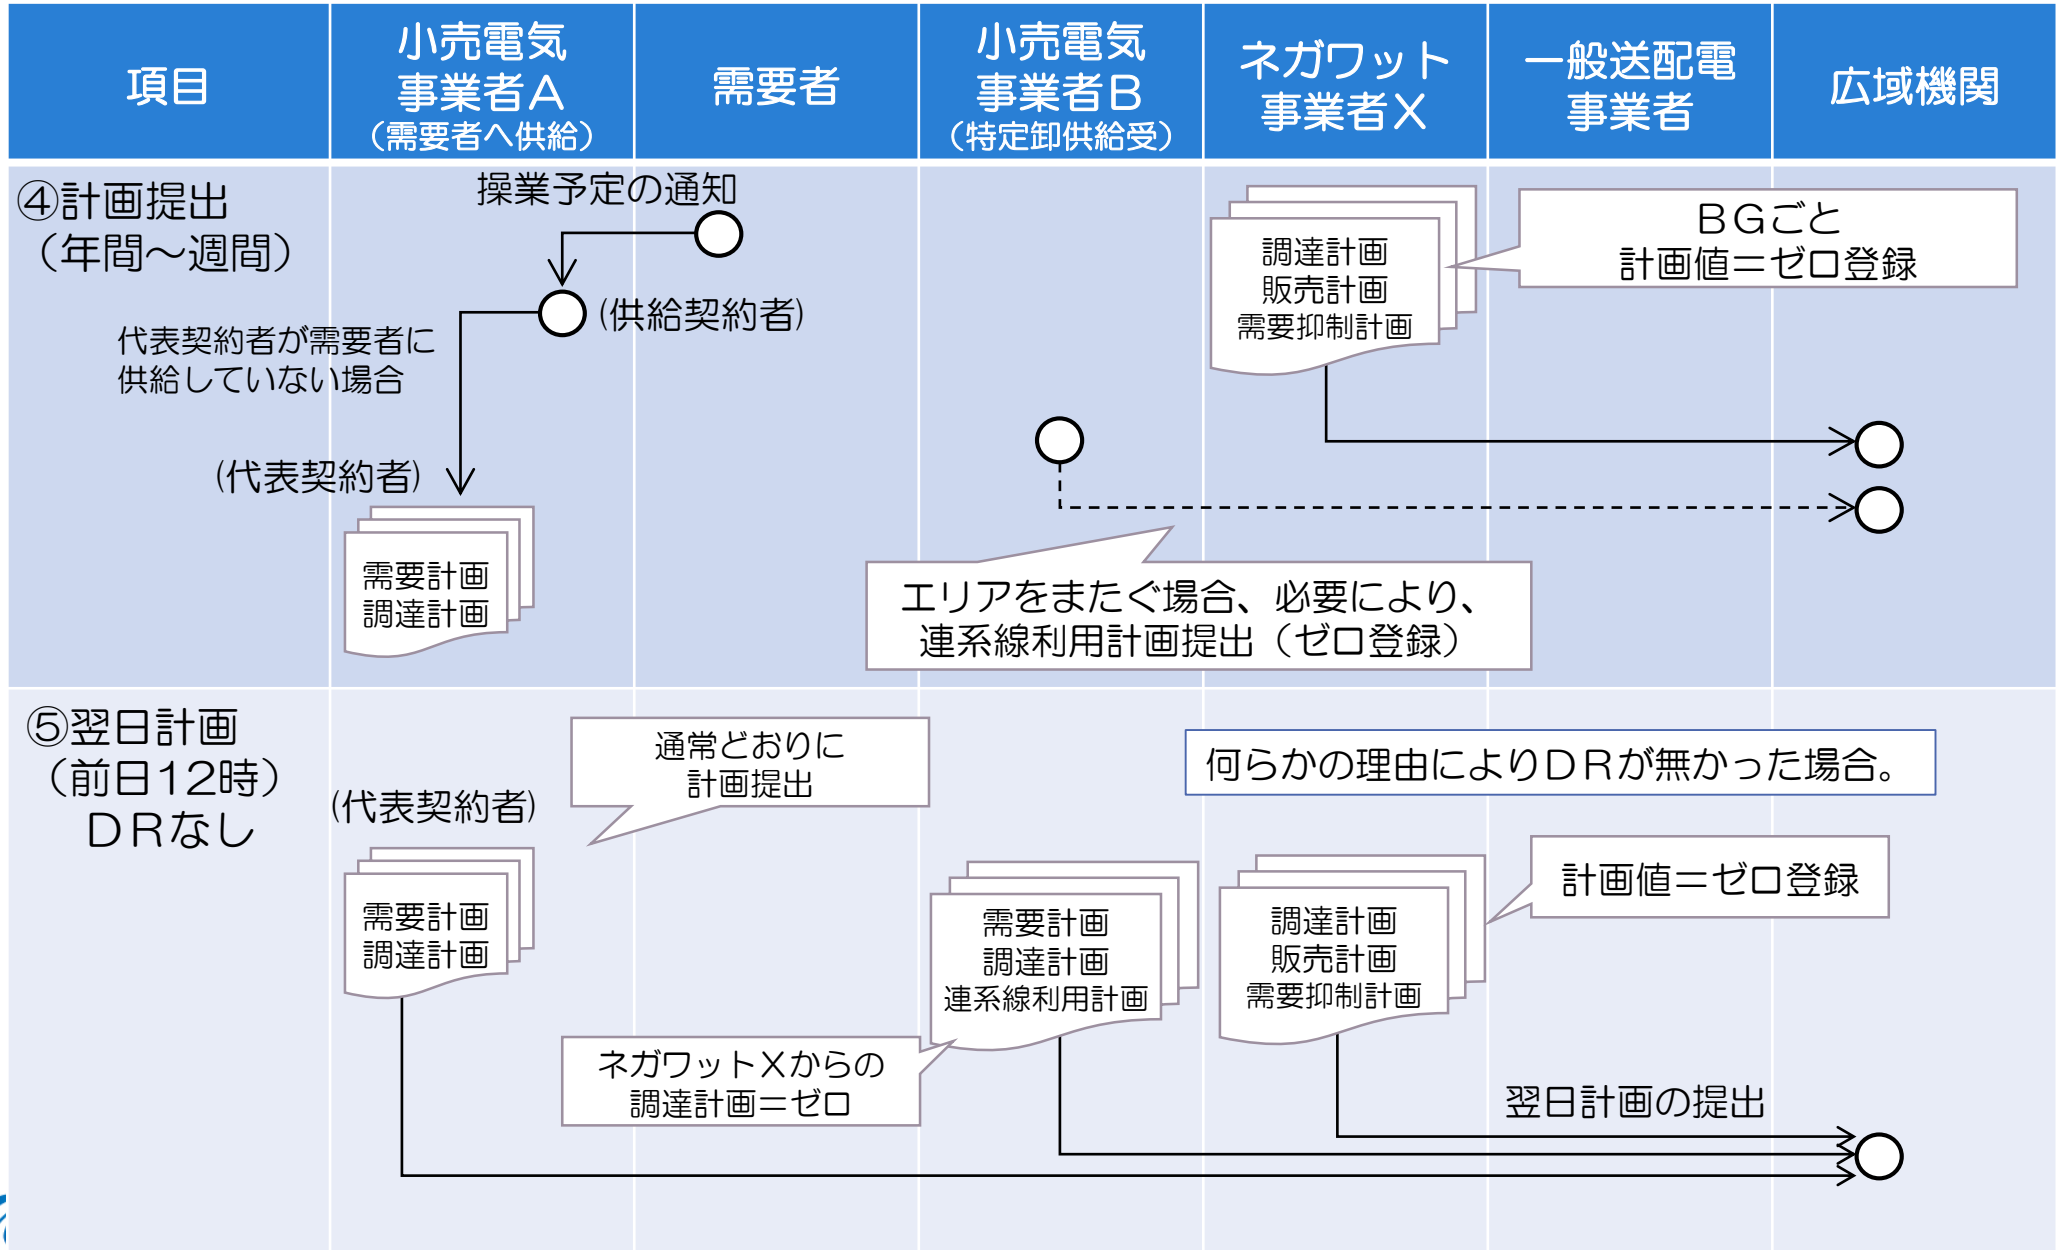 項目
小売電気
事業者A
（需要者へ供給）
需要者
小売電気
事業者B
（特定卸供給受）
ネガワット
事業者X
一般送配電
事業者
広域機関
④計画提出
（年間～週間）
操業予定の通知
(供給契約者)
代表契約者が需要者に
供給していない場合
(代表契約者)
需要計画
調達計画
調達計画
販売計画
需要抑制計画
ＢＧごと
計画値＝ゼロ登録
エリアをまたぐ場合、必要により、
連系線利用計画提出（ゼロ登録）
⑤翌日計画
（前日12時）
ＤＲなし
(代表契約者)
通常どおりに
計画提出
何らかの理由によりＤＲが無かった場合。
需要計画
調達計画
需要計画
調達計画
連系線利用計画
調達計画
販売計画
需要抑制計画
計画値＝ゼロ登録
ネガワットXからの
調達計画＝ゼロ
翌日計画の提出